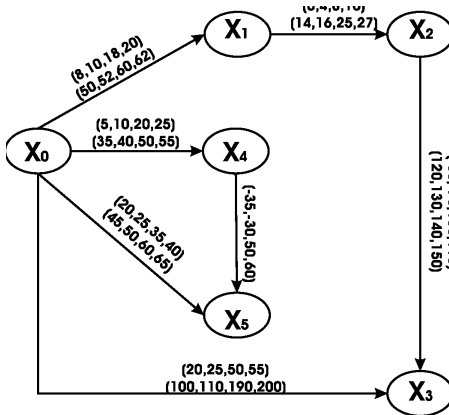 X1
X2
(14,16,25,27)
(8,10,18,20)
(50,52,60,62)
X0
(5,10,20,25)
(35,40,50,55)
X4
(120,130,140,150)
(20,25,35,40)
(45,50,60,65)
(-35,-30,50,60)
X5
(20,25,50,55)
(100,110,190,200)
X3